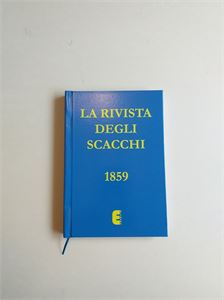 LA RIVISTA
DEGLI
SCACCHI
1859